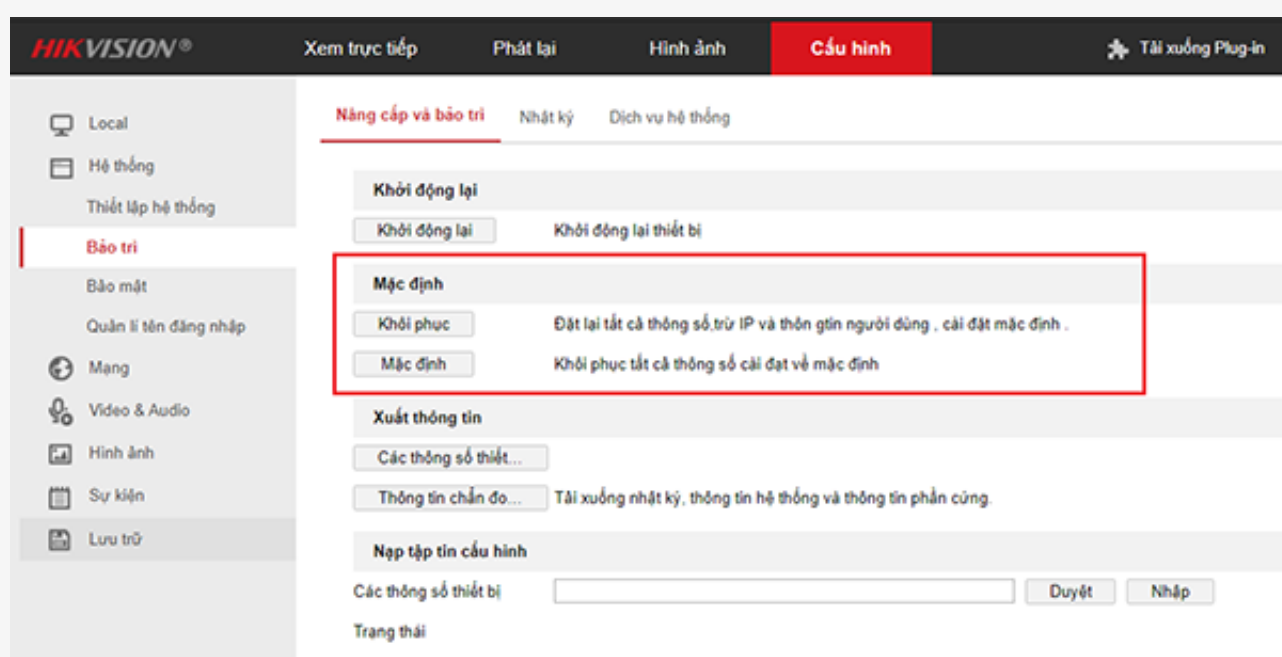 HIKVISION®
Xem trực tiếp Phát lại Hình ảnh Cấu hình Tải xuống Plug-in
Local
Hệ thống
Thiết lập hệ thống
Bảo trì
Bảo mật
Quản lí tên đăng nhập
Mạng
Video & Audio
Hình ảnh
Sự kiện
Lưu trữ
Nâng cấp và bảo trì Nhật ký Dịch vụ hệ thống
Khởi động lại
Khởi động lại Khởi động lại thiết bị
Mặc định
Khôi phục Đặt lại tất cả thông số,trừ IP và thôn gtin người dùng , cài đặt mặc định .
Mặc định Khôi phục tất cả thông số cài đạt về mặc định
Xuất thông tin
Các thông số thiết...
Thông tin chẩn đo... Tải xuống nhật ký, thông tin hệ thống và thông tin phần cứng.
Nạp tập tin cấu hình
Các thông số thiết bị Duyệt Nhập
Trạng thái